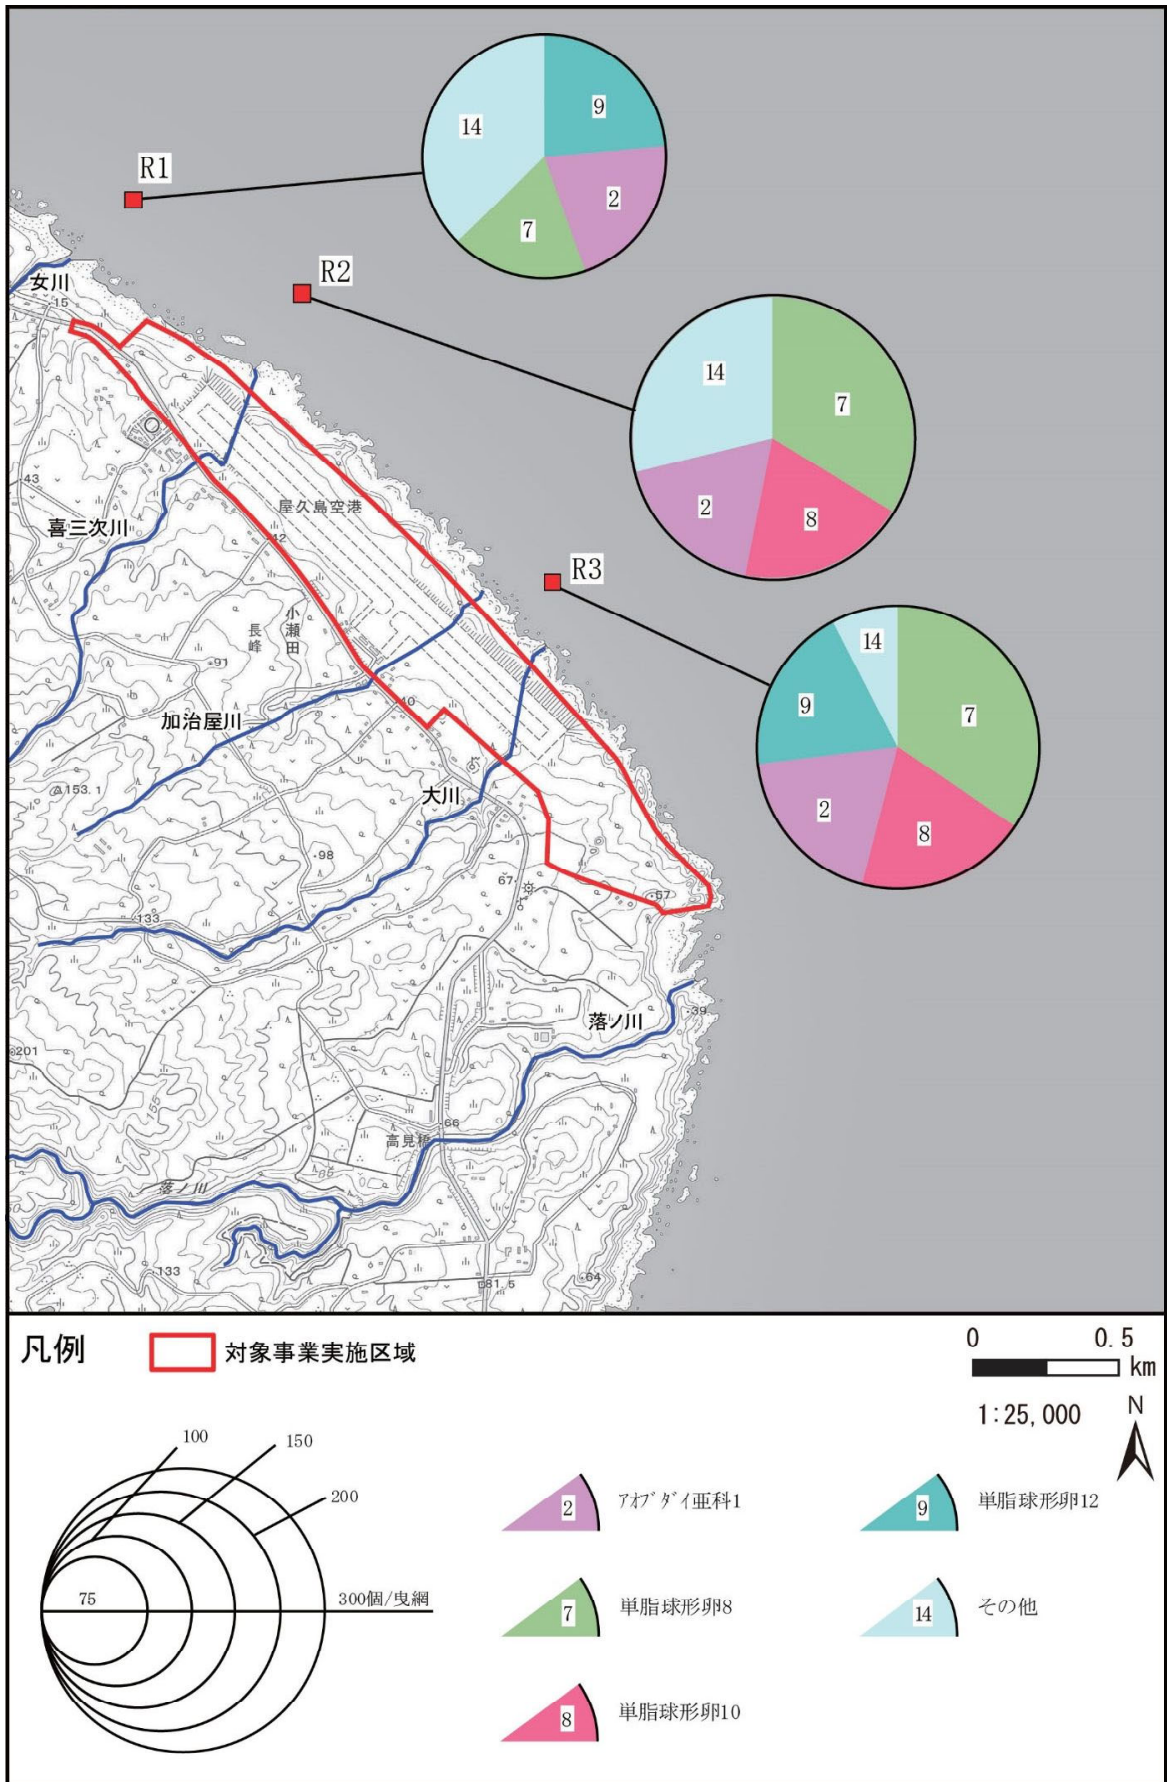 9
14
2
7
R1
R2
女川
15
14
7
2
8
屋久島空港
43
喜三次川
42
R3
小瀬田
長峰
91
14
9
7
2
8
加治屋川
40
153.1
大川
98
67
57
133
39
落ノ川
201
155
66
高見橋
落ノ川
133
81.5
64
凡例
対象事業実施区域
0 0.5
km
1:25,000
N
100
150
200
75
300個/曳網
2 アオブダイ亜科1
9 単脂球形卵12
7 単脂球形卵8
14 その他
8 単脂球形卵10